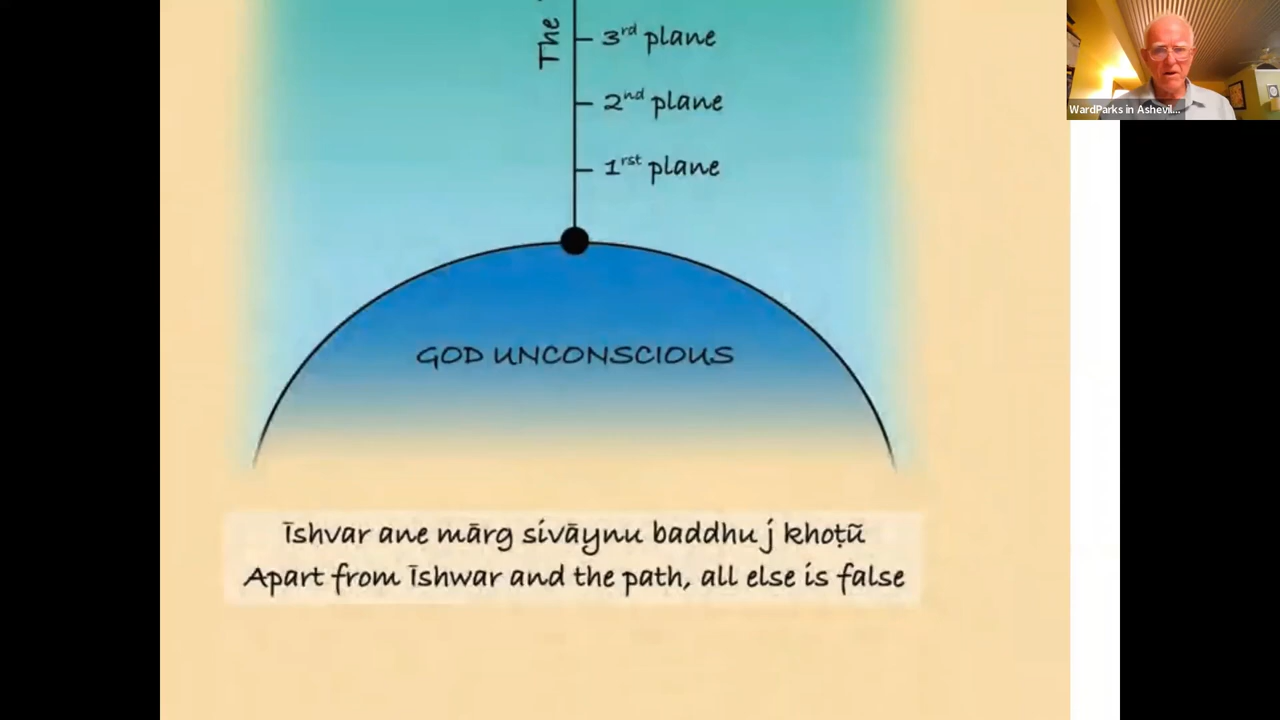 The
3rd plane
2nd plane
1rst plane
GOD UNCONSCIOUS
Īshvar ane mārg sivāynu baddhu j khoṭũ
Apart from Īshwar and the path, all else is false
WardParks in Ashevil...